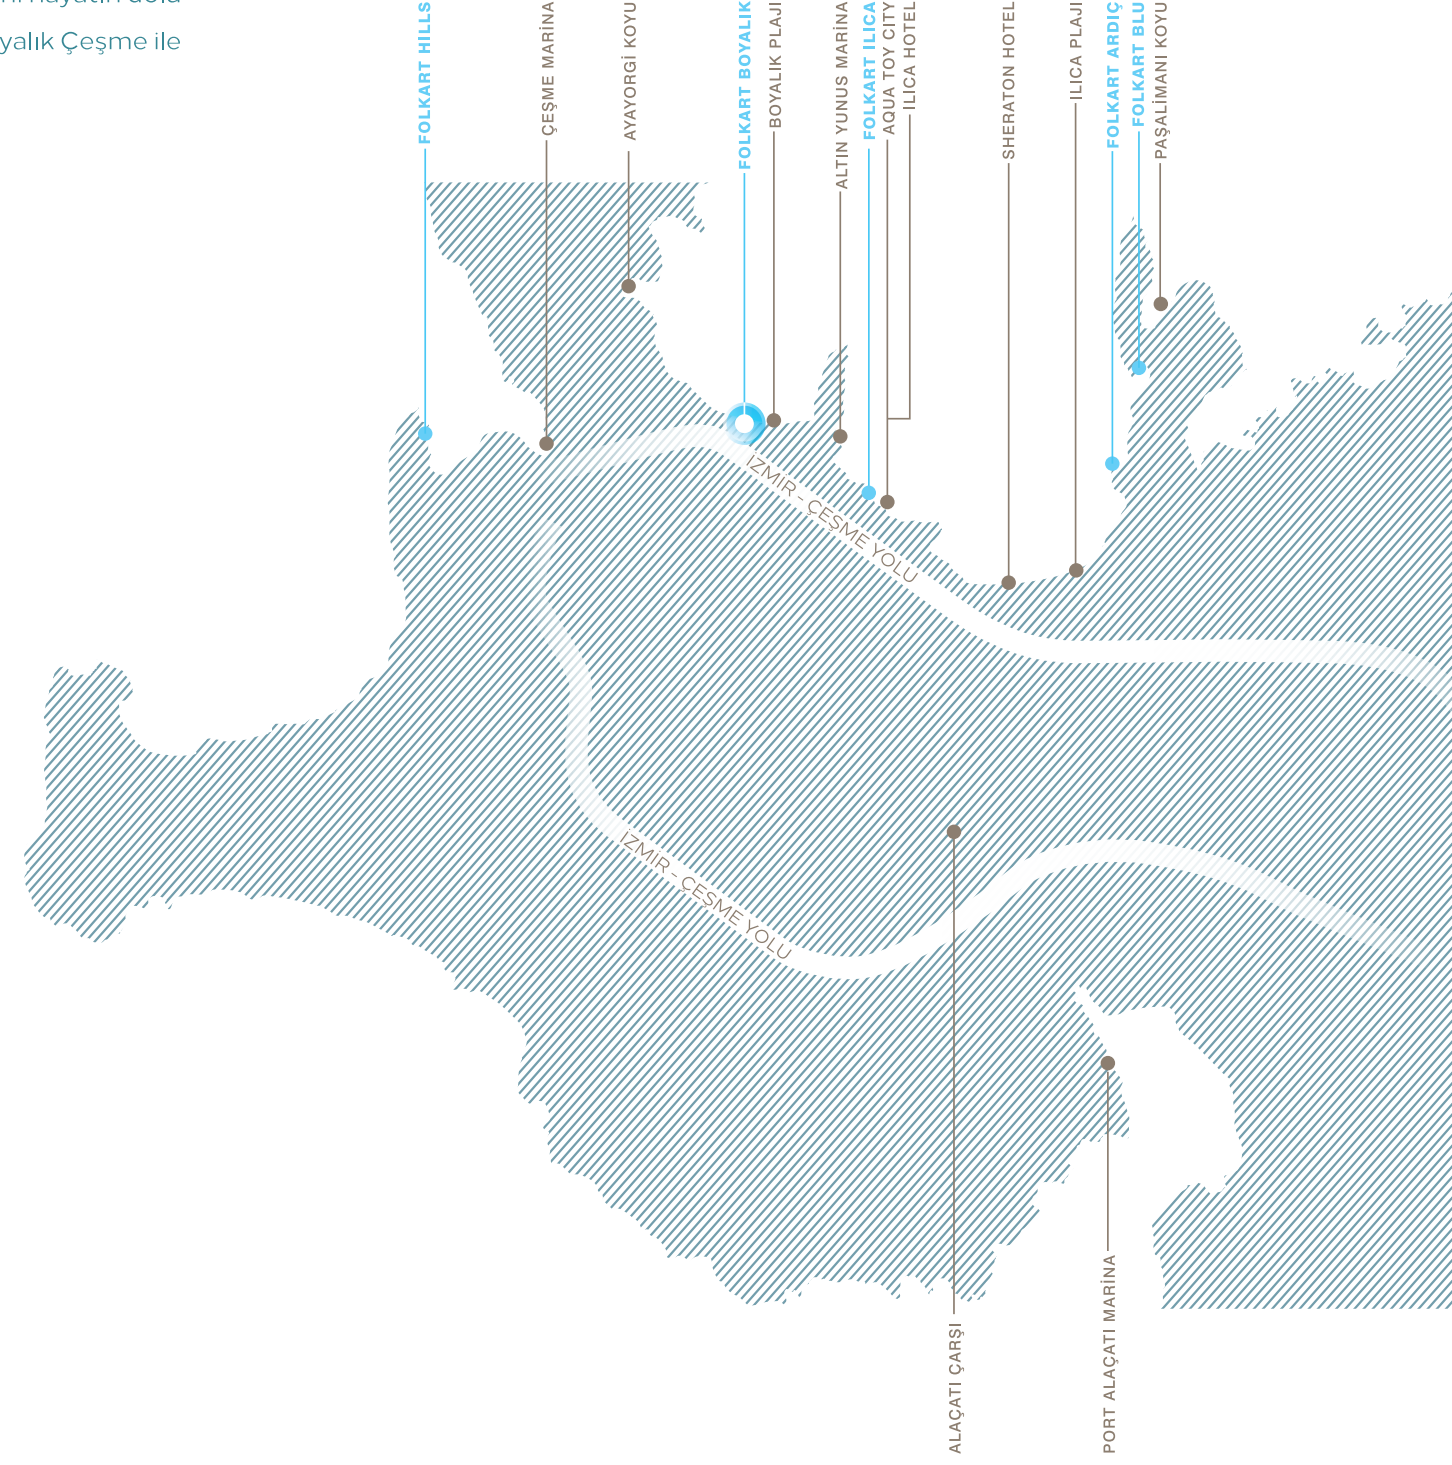 yalık Çeşme ile
FOLKART HILLS
ÇEŞME MARİNA
AYAYORGİ KOYU
FOLKART BOYALIK
BOYALIK PLAJI
ALTIN YUNUS MARİNA
FOLKART ILICA
AQUA TOY CITY
ILICA HOTEL
SHERATON HOTEL
ILICA PLAJI
FOLKART ARDIÇ
FOLKART BLU
PAŞALİMANI KOYU
İZMİR - ÇEŞME YOLU
İZMİR - ÇEŞME YOLU
ALAÇATI ÇARŞI
PORT ALAÇATI MARİNA